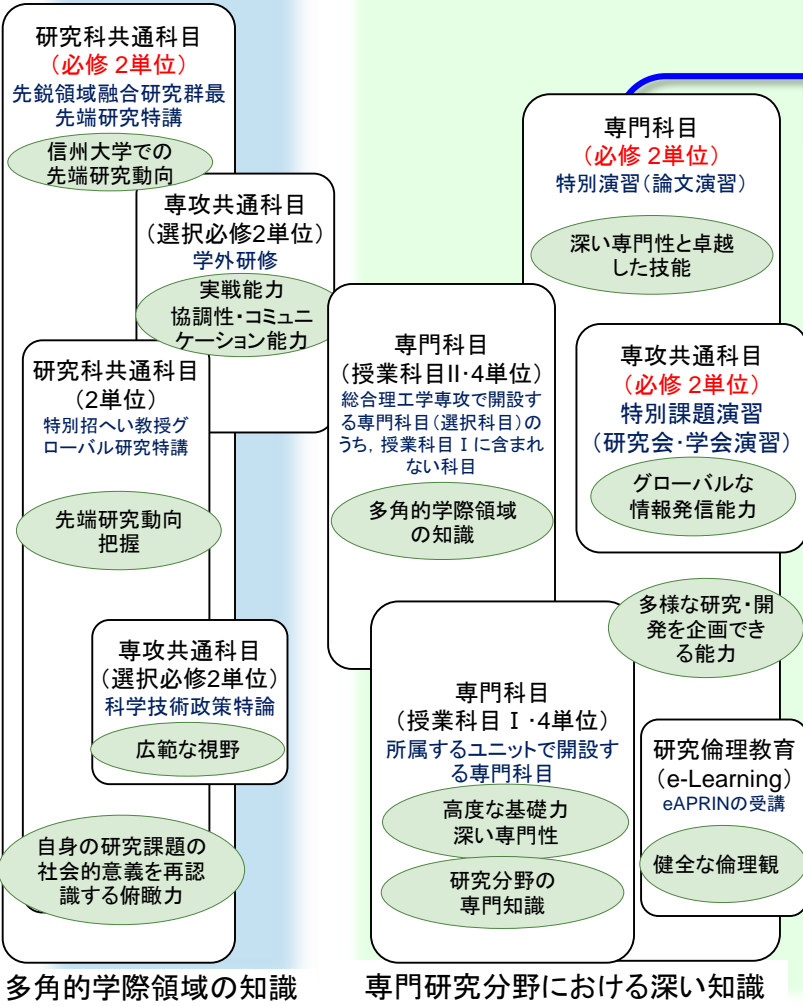 研究科共通科目
（必修 2単位）
先鋭領域融合研究群最
先端研究特講
信州大学での
先端研究動向
専攻共通科目
（選択必修2単位）
学外研修
実戦能力
協調性・コミュニ
ケーション能力
研究科共通科目
（2単位）
特別招へい教授グ
ローバル研究特講
先端研究動向
把握
専攻共通科目
（選択必修2単位）
科学技術政策特論
広範な視野
自身の研究課題の
社会的意義を再認
識する俯瞰力
多角的学際領域の知識
専門科目
（必修 2単位）
特別演習（論文演習）
深い専門性と卓越
した技能
専門科目
（授業科目II・4単位）
総合理工学専攻で開設す
る専門科目（選択科目）の
うち，授業科目Ⅰに含まれ
ない科目
多角的学際領域
の知識
専攻共通科目
（必修 2単位）
特別課題演習
（研究会・学会演習）
グローバルな
情報発信能力
多様な研究・開
発を企画でき
る能力
専門科目
（授業科目Ⅰ・4単位）
所属するユニットで開設す
る専門科目
高度な基礎力
深い専門性
研究分野の
専門知識
研究倫理教育
（e-Learning）
eAPRINの受講
健全な倫理観
専門研究分野における深い知識